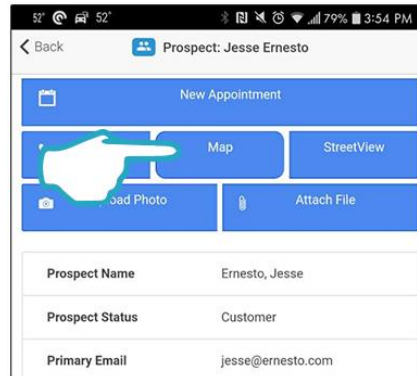 52° 52° 79% 3:54 PM
Back Prospect: Jesse Ernesto
New Appointment
Map StreetView
Photo Attach File
Prospect Name Ernesto, Jesse
Prospect Status Customer
Primary Email jesse@ernesto.com